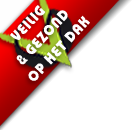 VEILIG
& GEZOND
OP HET DAK